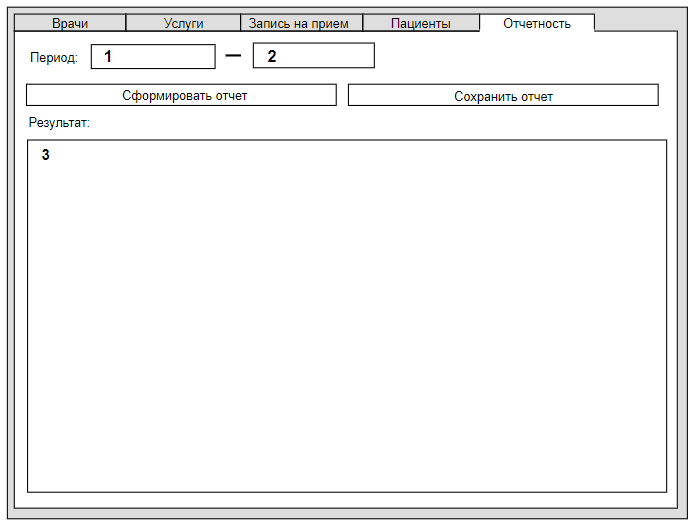 Врачи Услуги Запись на прием Пациенты Отчетность
Период: 1 — 2
Сформировать отчет Сохранить отчет
Результат:
3